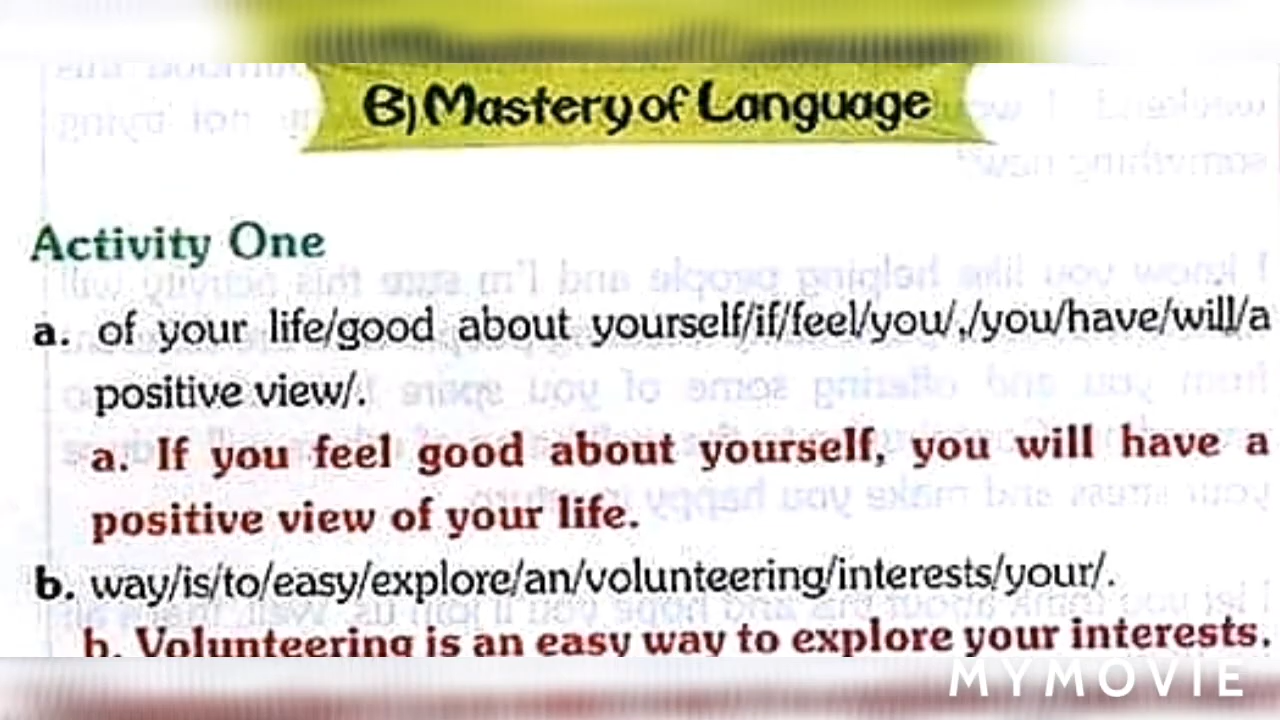 B) Mastery of Language
Activity One
a. of your life/good about yourself/if/feel/you/,/you/have/will/a
positive view/.
a. If you feel good about yourself, you will have a
positive view of your life.
b. way/is/to/easy/explore/an/volunteering/interests/your/.
b. Volunteering is an easy way to explore your interests.
MYMOVIE